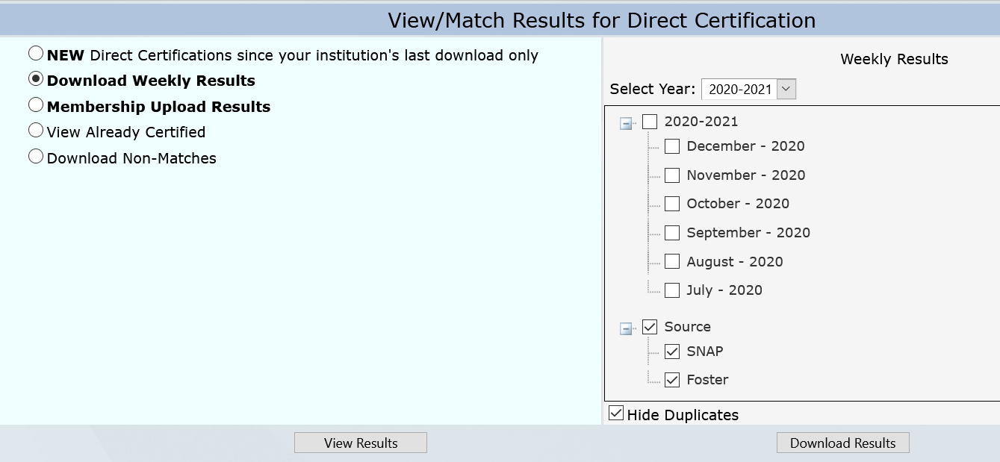 View/Match Results for Direct Certification
NEW Direct Certifications since your institution's last download only
Download Weekly Results
Membership Upload Results
View Already Certified
Download Non-Matches
Weekly Results
Select Year: 2020-2021
2020-2021
December - 2020
November - 2020
October - 2020
September - 2020
August - 2020
July - 2020
Source
SNAP
Foster
Hide Duplicates
View Results
Download Results